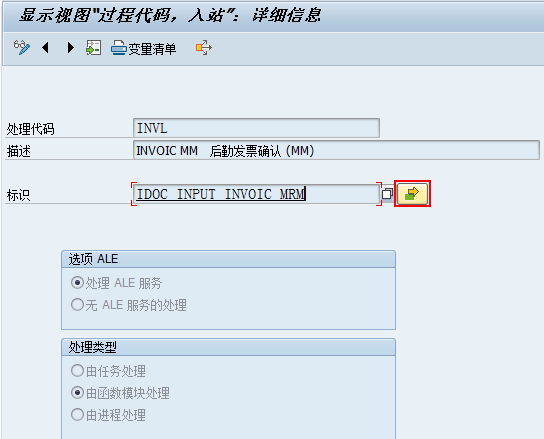 显示视图“过程代码，入站”：详细信息
变量清单
处理代码 INVL
描述 INVOIC MM 后勤发票确认 (MM)
标识 IDOC_INPUT_INVOIC_MRM
选项 ALE
处理 ALE 服务
无 ALE 服务的处理
处理类型
由任务处理
由函数模块处理
由进程处理